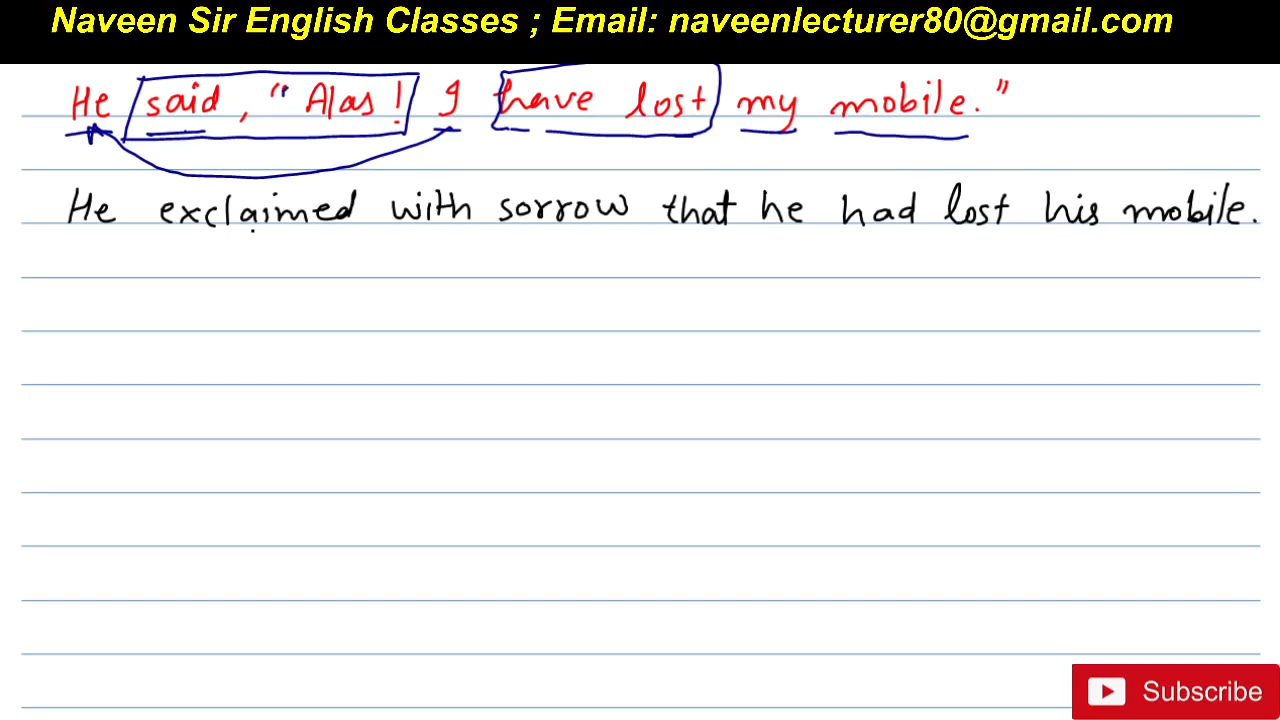 Naveen Sir English Classes ; Email: naveenlecturer80@gmail.com
He said, "Alas! I have lost my mobile."
He exclaimed with sorrow that he had lost his mobile.
Subscribe